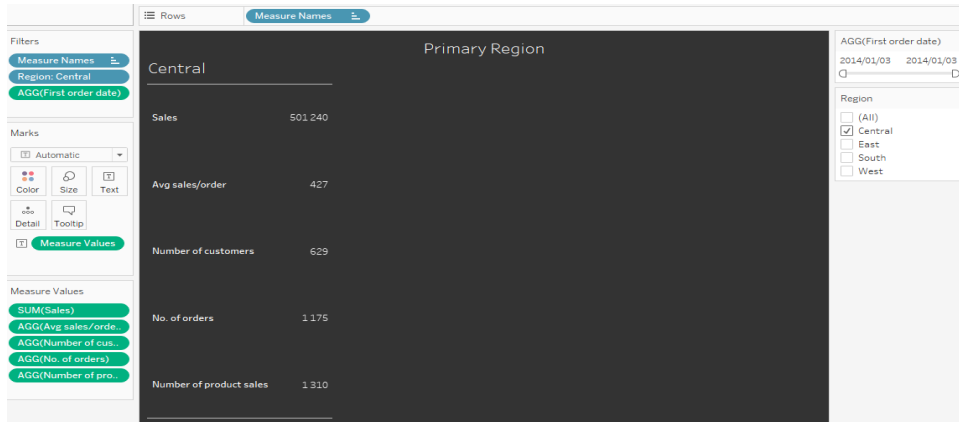 Rows
Measure Names
Filters
Measure Names
Region: Central
AGG(First order date)
Marks
Automatic
Color
Size
Text
Detail
Tooltip
Measure Values
Measure Values
SUM(Sales)
AGG(Avg sales/orde..
AGG(Number of cus..
AGG(No. of orders)
AGG(Number of pro..
Primary Region
Central
Sales 501 240
Avg sales/order 427
Number of customers 629
No. of orders 1 175
Number of product sales 1 310
AGG(First order date)
2014/01/03 2014/01/03
Region
(All)
Central
East
South
West